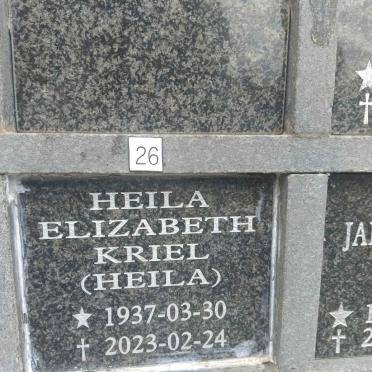 26
HEILA
ELIZABETH
KRIEL
(HEILA)
★ 1937-03-30
† 2023-02-24